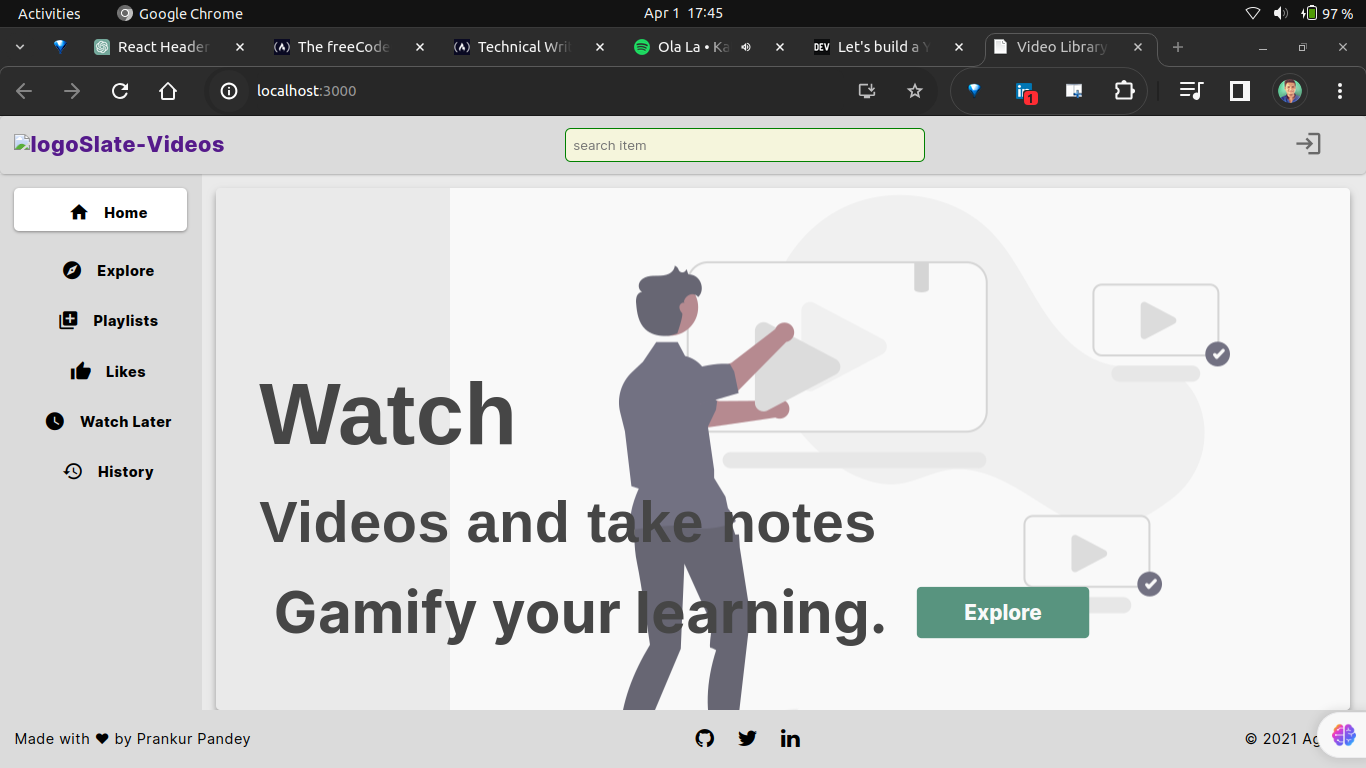 Activities
Google Chrome
Apr 1 17:45
97 %
React Header
The freeCode
Technical Wri
Ola La • Ka
DEV
Let's build a Y
Video Library
localhost:3000
1
logoSlate-Videos
search item
Home
Explore
Playlists
Likes
Watch Later
History
Watch
Videos and take notes
Gamify your learning.
Explore
Made with ❤ by Prankur Pandey
© 2021 Ag